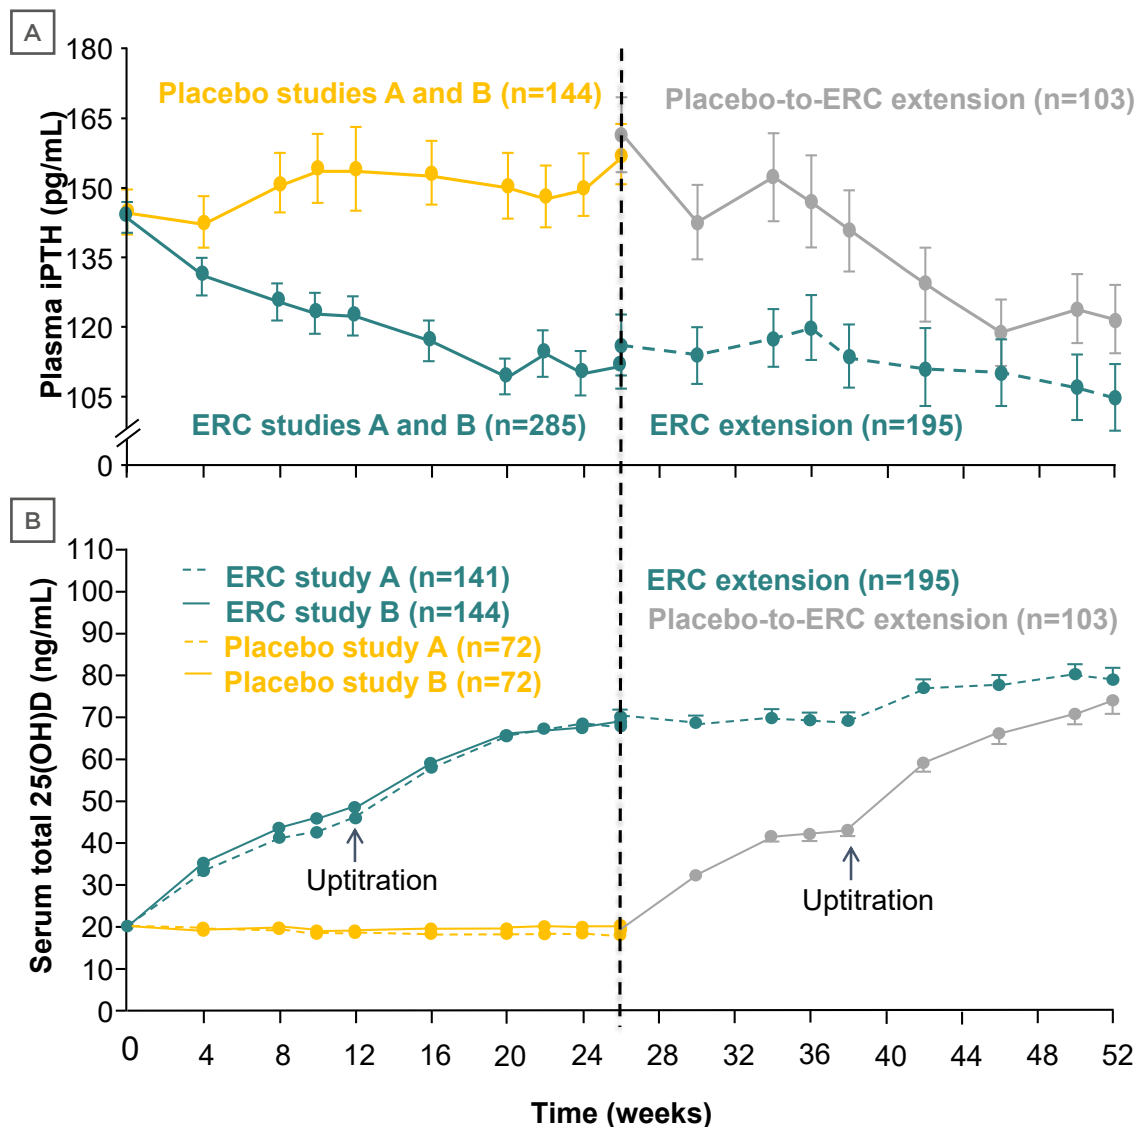 A
Plasma iPTH (pg/mL)
180
165
150
135
120
105
0
Placebo studies A and B (n=144)
Placebo-to-ERC extension (n=103)
ERC studies A and B (n=285)
ERC extension (n=195)
B
Serum total 25(OH)D (ng/mL)
110
100
90
80
70
60
50
40
30
20
10
0
ERC study A (n=141)
ERC study B (n=144)
Placebo study A (n=72)
Placebo study B (n=72)
ERC extension (n=195)
Placebo-to-ERC extension (n=103)
Uptitration
Uptitration
0 4 8 12 16 20 24 28 32 36 40 44 48 52
Time (weeks)